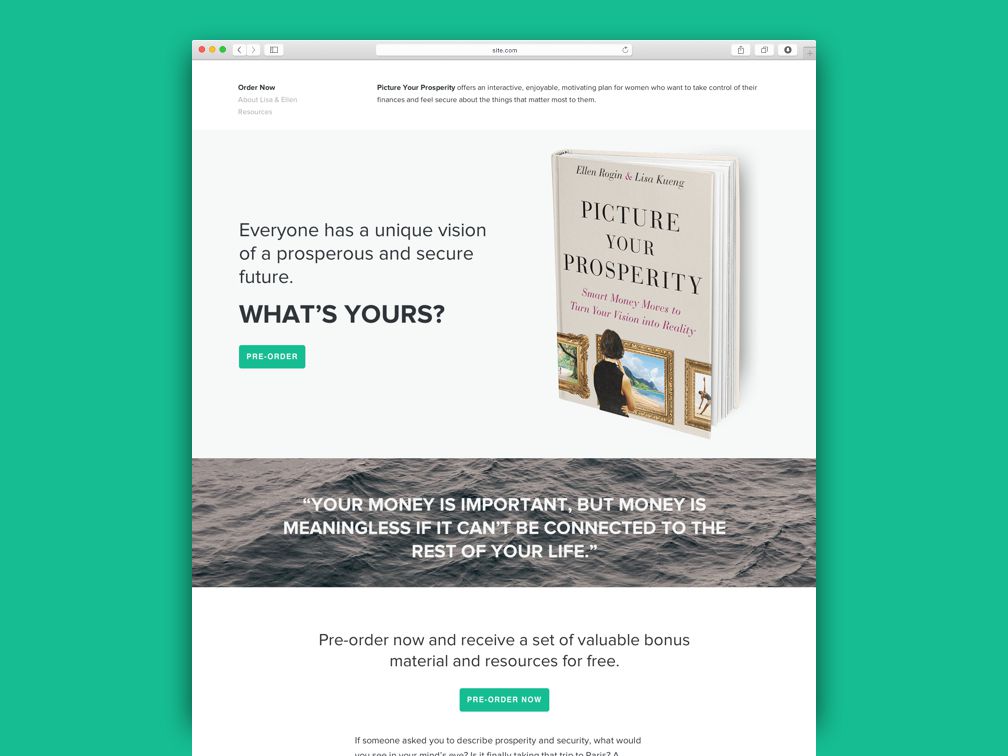 site.com
Order Now
About Lisa & Ellen
Resources
Picture Your Prosperity offers an interactive, enjoyable, motivating plan for women who want to take control of their
finances and feel secure about the things that matter most to them.
Everyone has a unique vision
of a prosperous and secure
future.
WHAT'S YOURS?
PRE-ORDER
Ellen Rogin & Lisa Kueng
PICTURE
YOUR
PROSPERITY
Smart Money Moves to
Turn Your Vision into Reality
“YOUR MONEY IS IMPORTANT, BUT MONEY IS
MEANINGLESS IF IT CAN'T BE CONNECTED TO THE
REST OF YOUR LIFE.”
Pre-order now and receive a set of valuable bonus
material and resources for free.
PRE-ORDER NOW
If someone asked you to describe prosperity and security, what would
you see in your mind's eye? Is it finally taking that trip to Paris? A